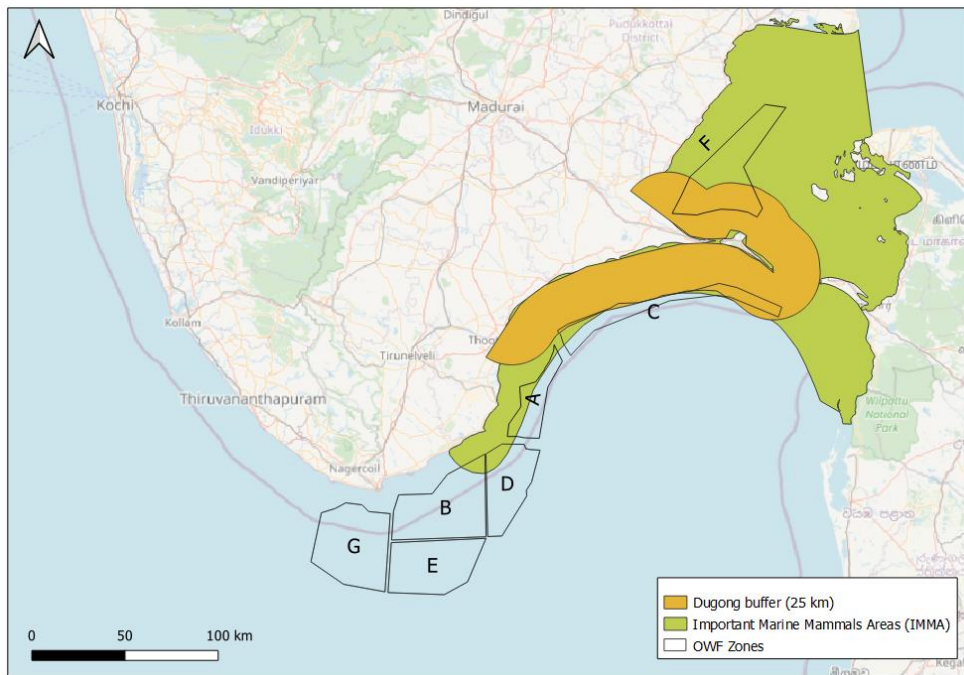 Dindigul
Pudukkottai
District
Kochi
Madurai
Idukki
Vandiperiyar
F
Kollam
C
Tirunelveli
Thiruvananthapuram
A
Wilpattu
National
Park
Nagercoil
D
B
G
E
Dugong buffer (25 km)
Important Marine Mammals Areas (IMMA)
OWF Zones
0 50 100 km